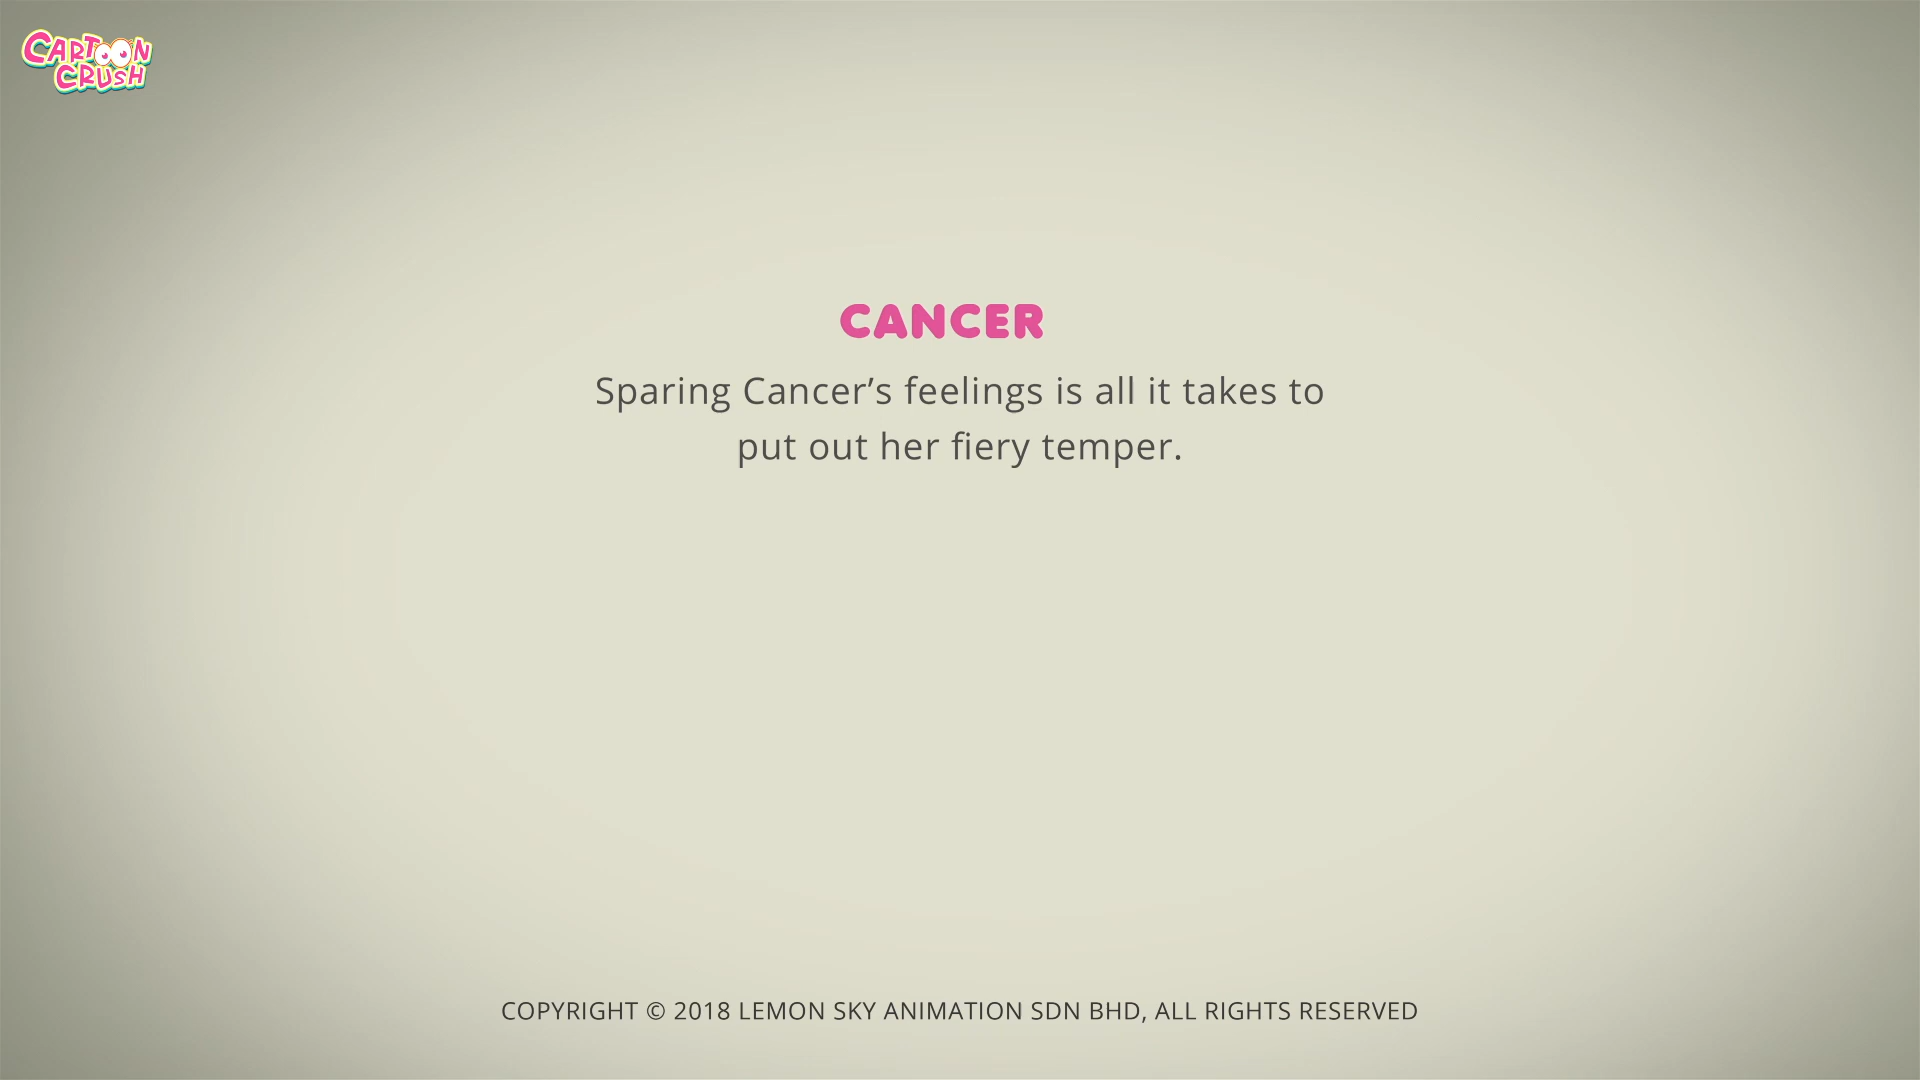 CARTOON
CRUSH
CANCER
Sparing Cancer’s feelings is all it takes to
put out her fiery temper.
COPYRIGHT © 2018 LEMON SKY ANIMATION SDN BHD, ALL RIGHTS RESERVED